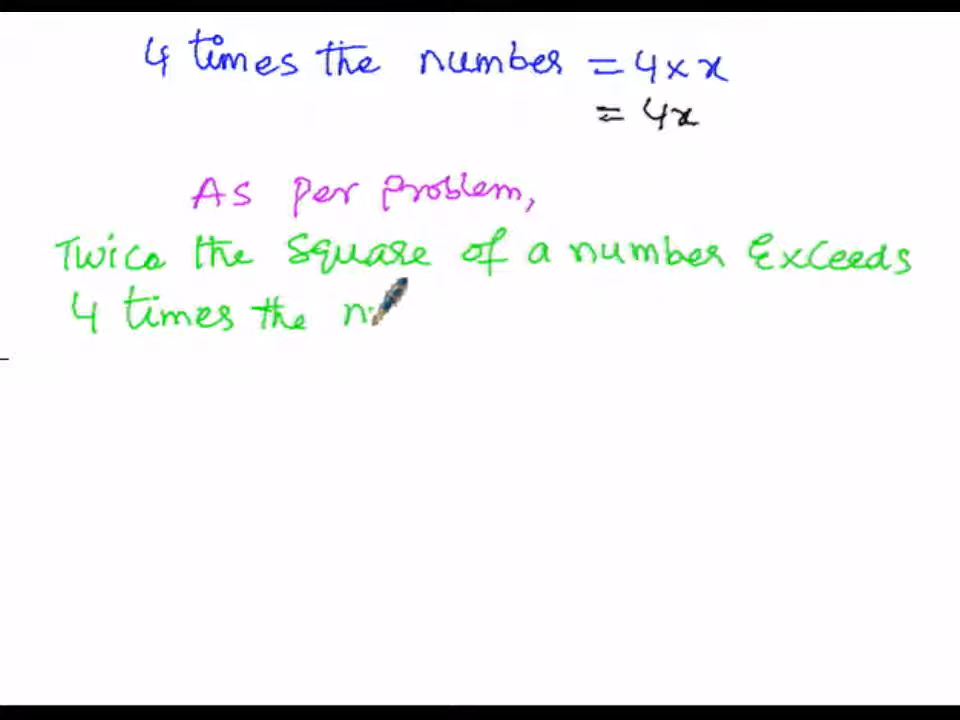 4 times the number = 4 × x
= 4x
As per problem,
Twice the square of a number Exceeds
4 times the n